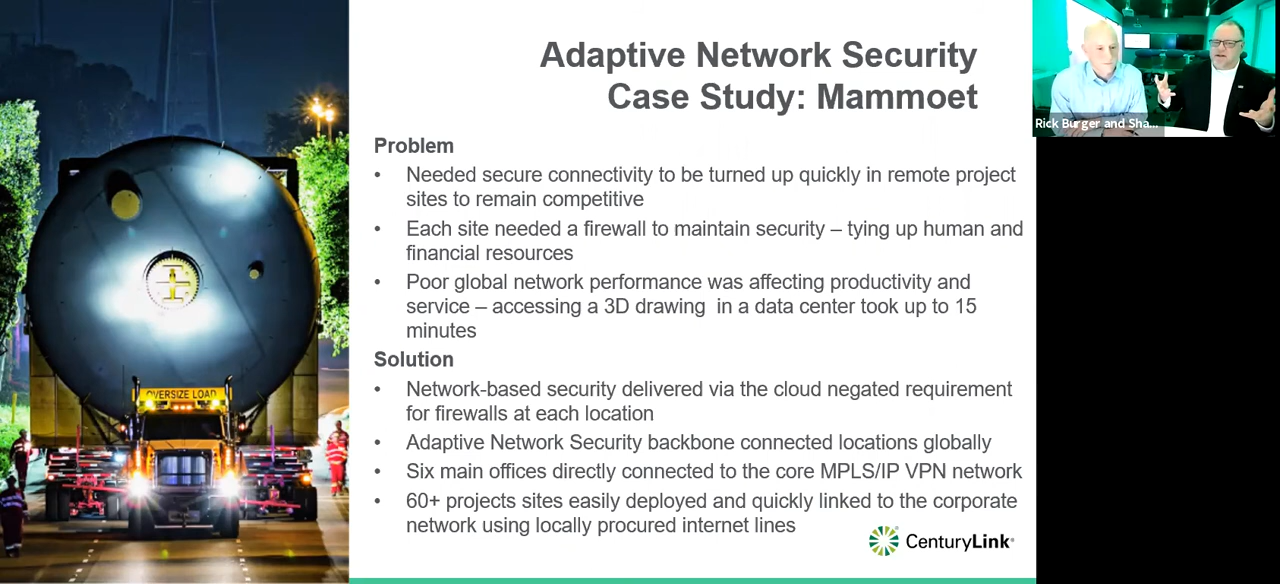 Adaptive Network Security
Case Study: Mammoet
Problem
• Needed secure connectivity to be turned up quickly in remote project
sites to remain competitive
• Each site needed a firewall to maintain security – tying up human and
financial resources
• Poor global network performance was affecting productivity and
service – accessing a 3D drawing in a data center took up to 15
minutes
Solution
• Network-based security delivered via the cloud negated requirement
for firewalls at each location
• Adaptive Network Security backbone connected locations globally
• Six main offices directly connected to the core MPLS/IP VPN network
• 60+ projects sites easily deployed and quickly linked to the corporate
network using locally procured internet lines
CenturyLink®
OVERSIZE LOAD
Rick Burger and Sha...